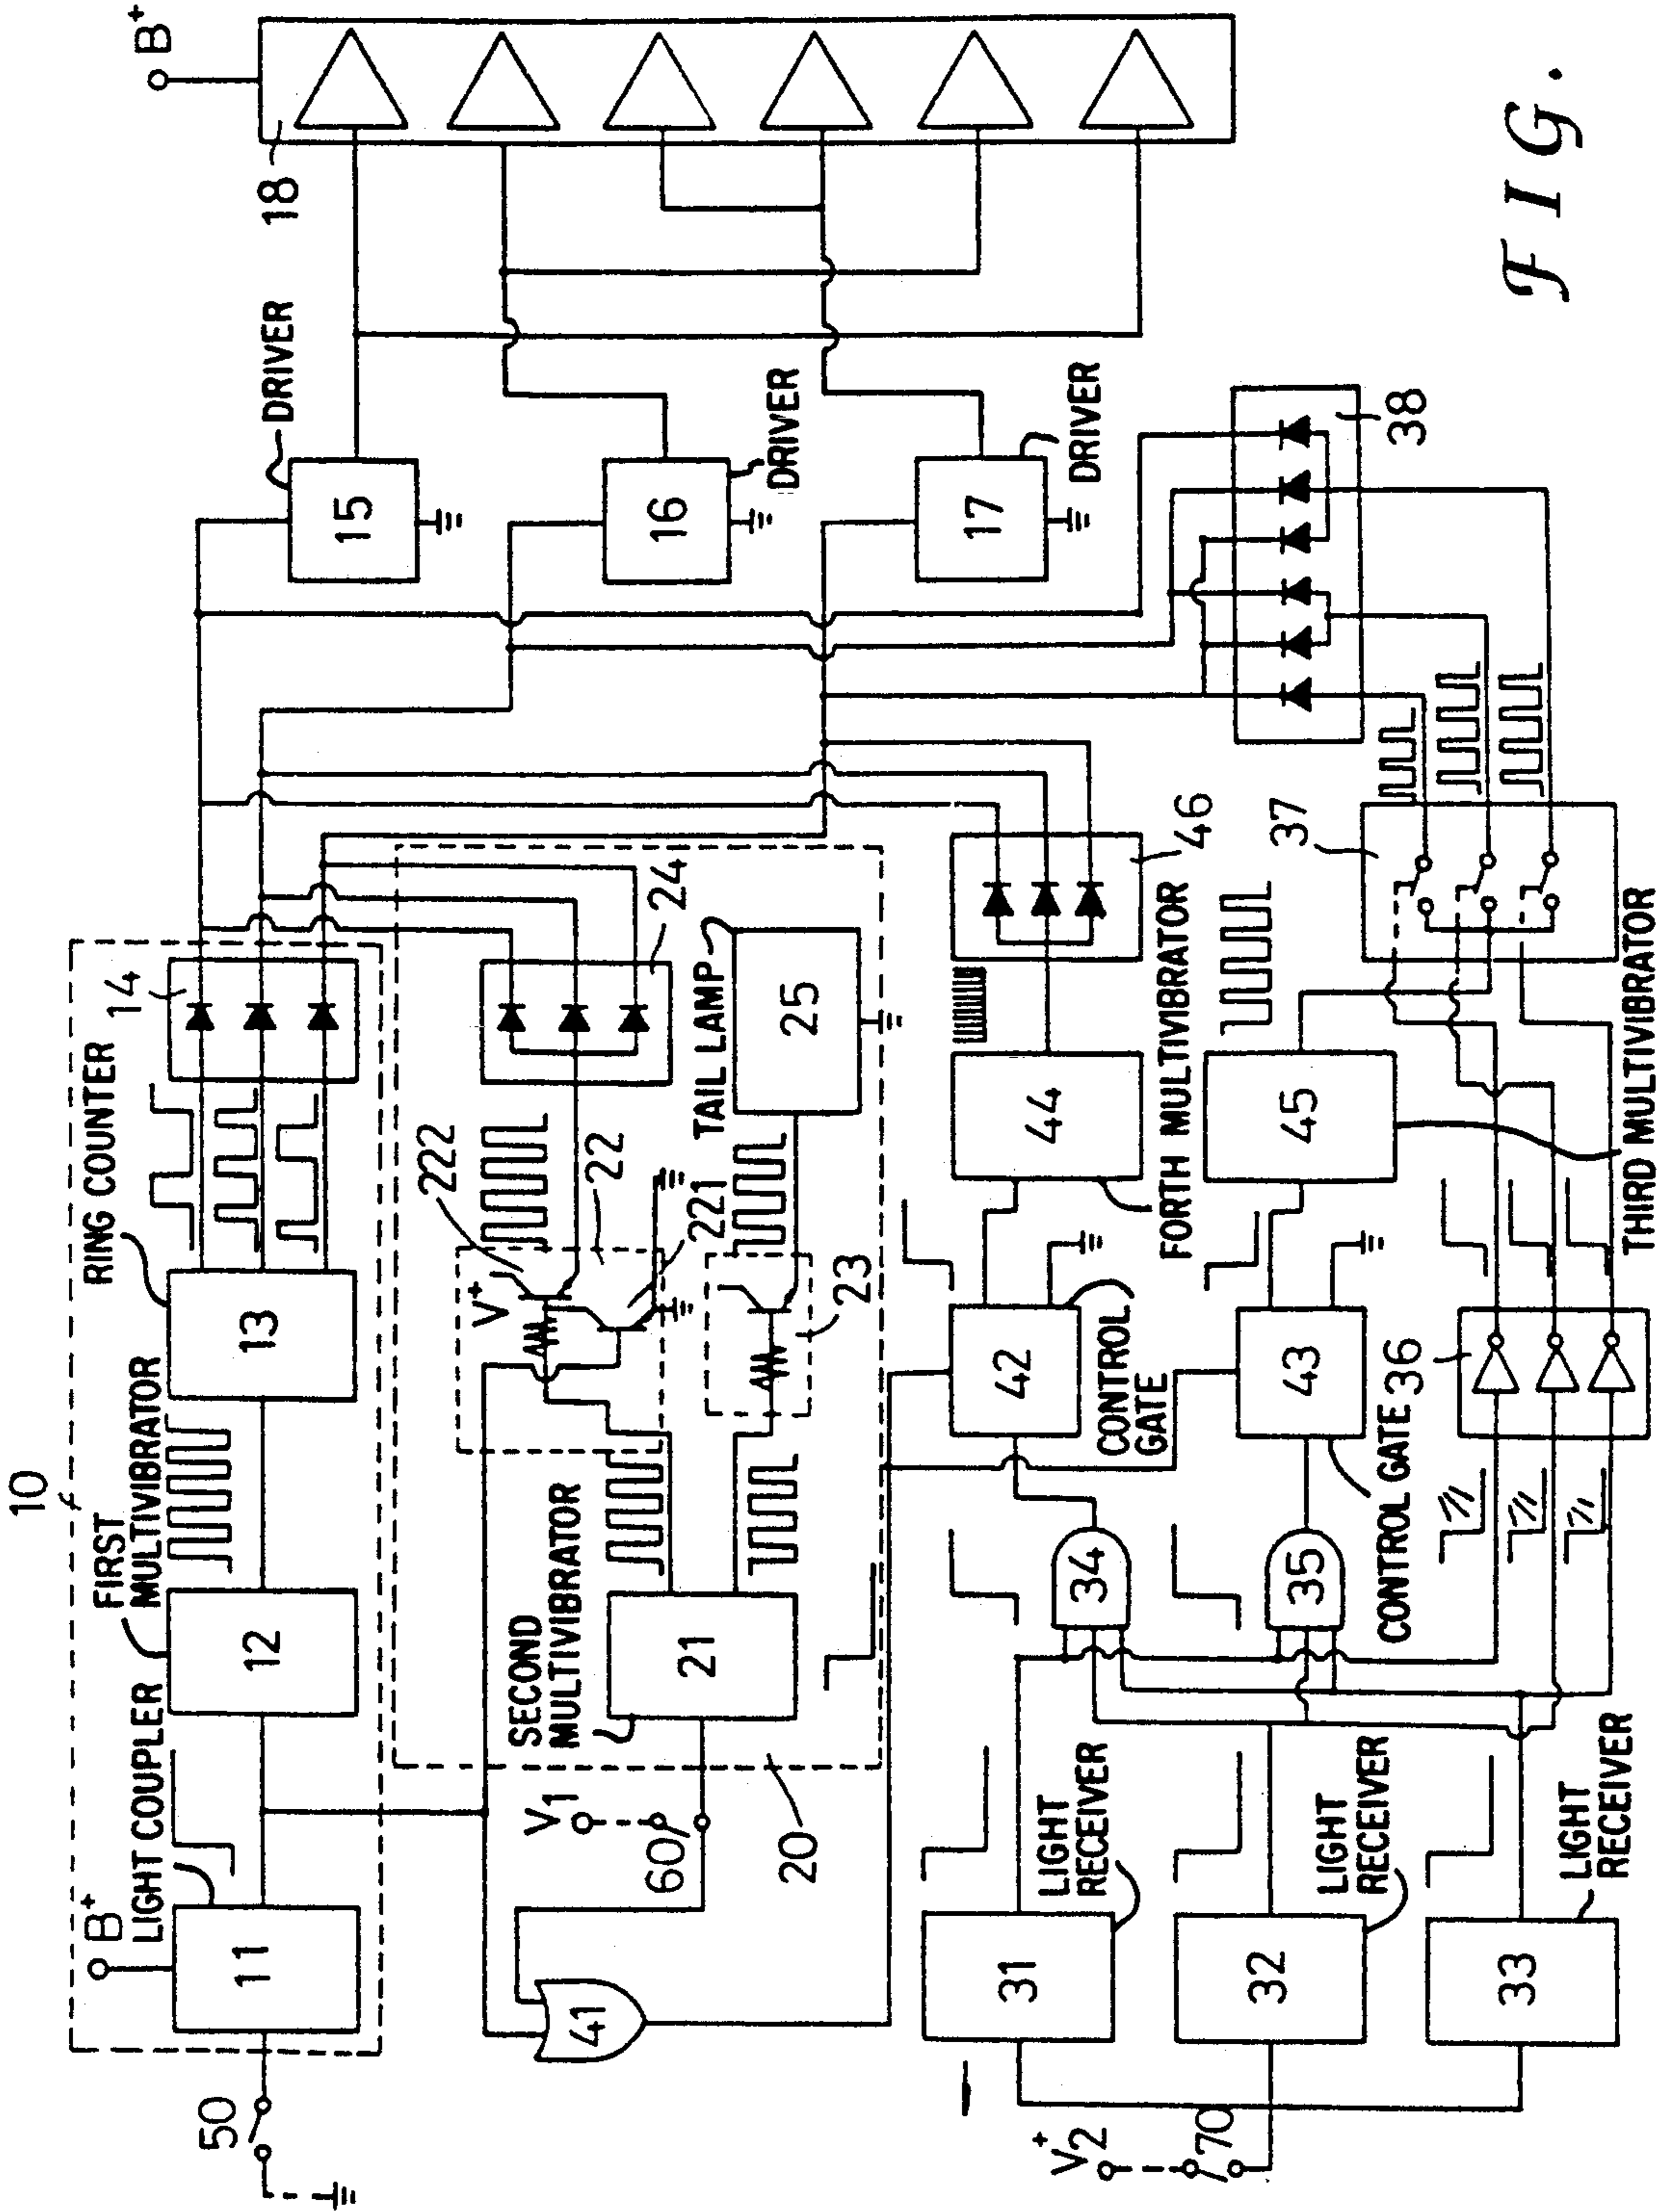 10
B+
LIGHT COUPLER
11
50
FIRST
MULTIVIBRATOR
12
RING COUNTER
13
14
DRIVER
15
18
B+
DRIVER
16
DRIVER
17
222
V+
22
221
24
SECOND
MULTIVIBRATOR
21
23
TAIL LAMP
25
V1
60
20
41
LIGHT
RECEIVER
31
34
42
CONTROL
GATE
44
FORTH MULTIVIBRATOR
46
LIGHT
RECEIVER
32
35
43
CONTROL GATE
45
THIRD MULTIVIBRATOR
37
38
V2+
70
LIGHT
RECEIVER
33
36
FIG.